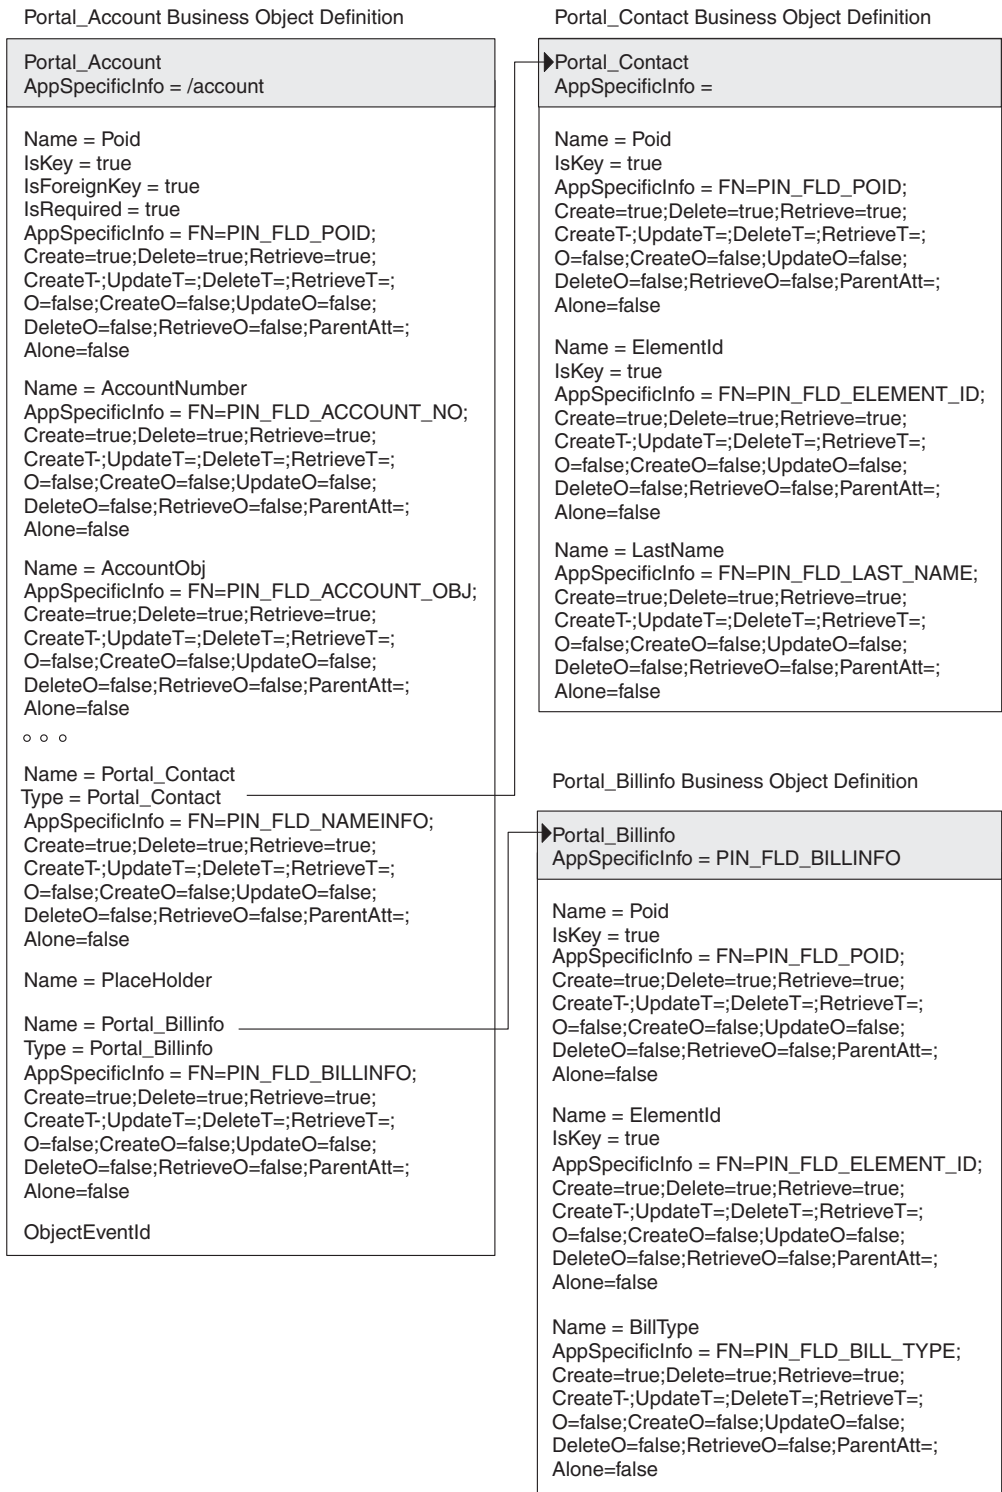 Portal_Account Business Object Definition
Portal_Account
AppSpecificInfo = /account
Name = Poid
IsKey = true
IsForeignKey = true
IsRequired = true
AppSpecificInfo = FN=PIN_FLD_POID;
Create=true;Delete=true;Retrieve=true;
CreateT-;UpdateT=;DeleteT=;RetrieveT=;
O=false;CreateO=false;UpdateO=false;
DeleteO=false;RetrieveO=false;ParentAtt=;
Alone=false
Name = AccountNumber
AppSpecificInfo = FN=PIN_FLD_ACCOUNT_NO;
Create=true;Delete=true;Retrieve=true;
CreateT-;UpdateT=;DeleteT=;RetrieveT=;
O=false;CreateO=false;UpdateO=false;
DeleteO=false;RetrieveO=false;ParentAtt=;
Alone=false
Name = AccountObj
AppSpecificInfo = FN=PIN_FLD_ACCOUNT_OBJ;
Create=true;Delete=true;Retrieve=true;
CreateT-;UpdateT=;DeleteT=;RetrieveT=;
O=false;CreateO=false;UpdateO=false;
DeleteO=false;RetrieveO=false;ParentAtt=;
Alone=false
Name = Portal_Contact
Type = Portal_Contact
AppSpecificInfo = FN=PIN_FLD_NAMEINFO;
Create=true;Delete=true;Retrieve=true;
CreateT-;UpdateT=;DeleteT=;RetrieveT=;
O=false;CreateO=false;UpdateO=false;
DeleteO=false;RetrieveO=false;ParentAtt=;
Alone=false
Name = PlaceHolder
Name = Portal_Billinfo
Type = Portal_Billinfo
AppSpecificInfo = FN=PIN_FLD_BILLINFO;
Create=true;Delete=true;Retrieve=true;
CreateT-;UpdateT=;DeleteT=;RetrieveT=;
O=false;CreateO=false;UpdateO=false;
DeleteO=false;RetrieveO=false;ParentAtt=;
Alone=false
ObjectEventId
Portal_Contact Business Object Definition
Portal_Contact
AppSpecificInfo =
Name = Poid
IsKey = true
AppSpecificInfo = FN=PIN_FLD_POID;
Create=true;Delete=true;Retrieve=true;
CreateT-;UpdateT=;DeleteT=;RetrieveT=;
O=false;CreateO=false;UpdateO=false;
DeleteO=false;RetrieveO=false;ParentAtt=;
Alone=false
Name = ElementId
IsKey = true
AppSpecificInfo = FN=PIN_FLD_ELEMENT_ID;
Create=true;Delete=true;Retrieve=true;
CreateT-;UpdateT=;DeleteT=;RetrieveT=;
O=false;CreateO=false;UpdateO=false;
DeleteO=false;RetrieveO=false;ParentAtt=;
Alone=false
Name = LastName
AppSpecificInfo = FN=PIN_FLD_LAST_NAME;
Create=true;Delete=true;Retrieve=true;
CreateT-;UpdateT=;DeleteT=;RetrieveT=;
O=false;CreateO=false;UpdateO=false;
DeleteO=false;RetrieveO=false;ParentAtt=;
Alone=false
Portal_Billinfo Business Object Definition
Portal_Billinfo
AppSpecificInfo = PIN_FLD_BILLINFO
Name = Poid
IsKey = true
AppSpecificInfo = FN=PIN_FLD_POID;
Create=true;Delete=true;Retrieve=true;
CreateT-;UpdateT=;DeleteT=;RetrieveT=;
O=false;CreateO=false;UpdateO=false;
DeleteO=false;RetrieveO=false;ParentAtt=;
Alone=false
Name = ElementId
IsKey = true
AppSpecificInfo = FN=PIN_FLD_ELEMENT_ID;
Create=true;Delete=true;Retrieve=true;
CreateT-;UpdateT=;DeleteT=;RetrieveT=;
O=false;CreateO=false;UpdateO=false;
DeleteO=false;RetrieveO=false;ParentAtt=;
Alone=false
Name = BillType
AppSpecificInfo = FN=PIN_FLD_BILL_TYPE;
Create=true;Delete=true;Retrieve=true;
CreateT-;UpdateT=;DeleteT=;RetrieveT=;
O=false;CreateO=false;UpdateO=false;
DeleteO=false;RetrieveO=false;ParentAtt=;
Alone=false